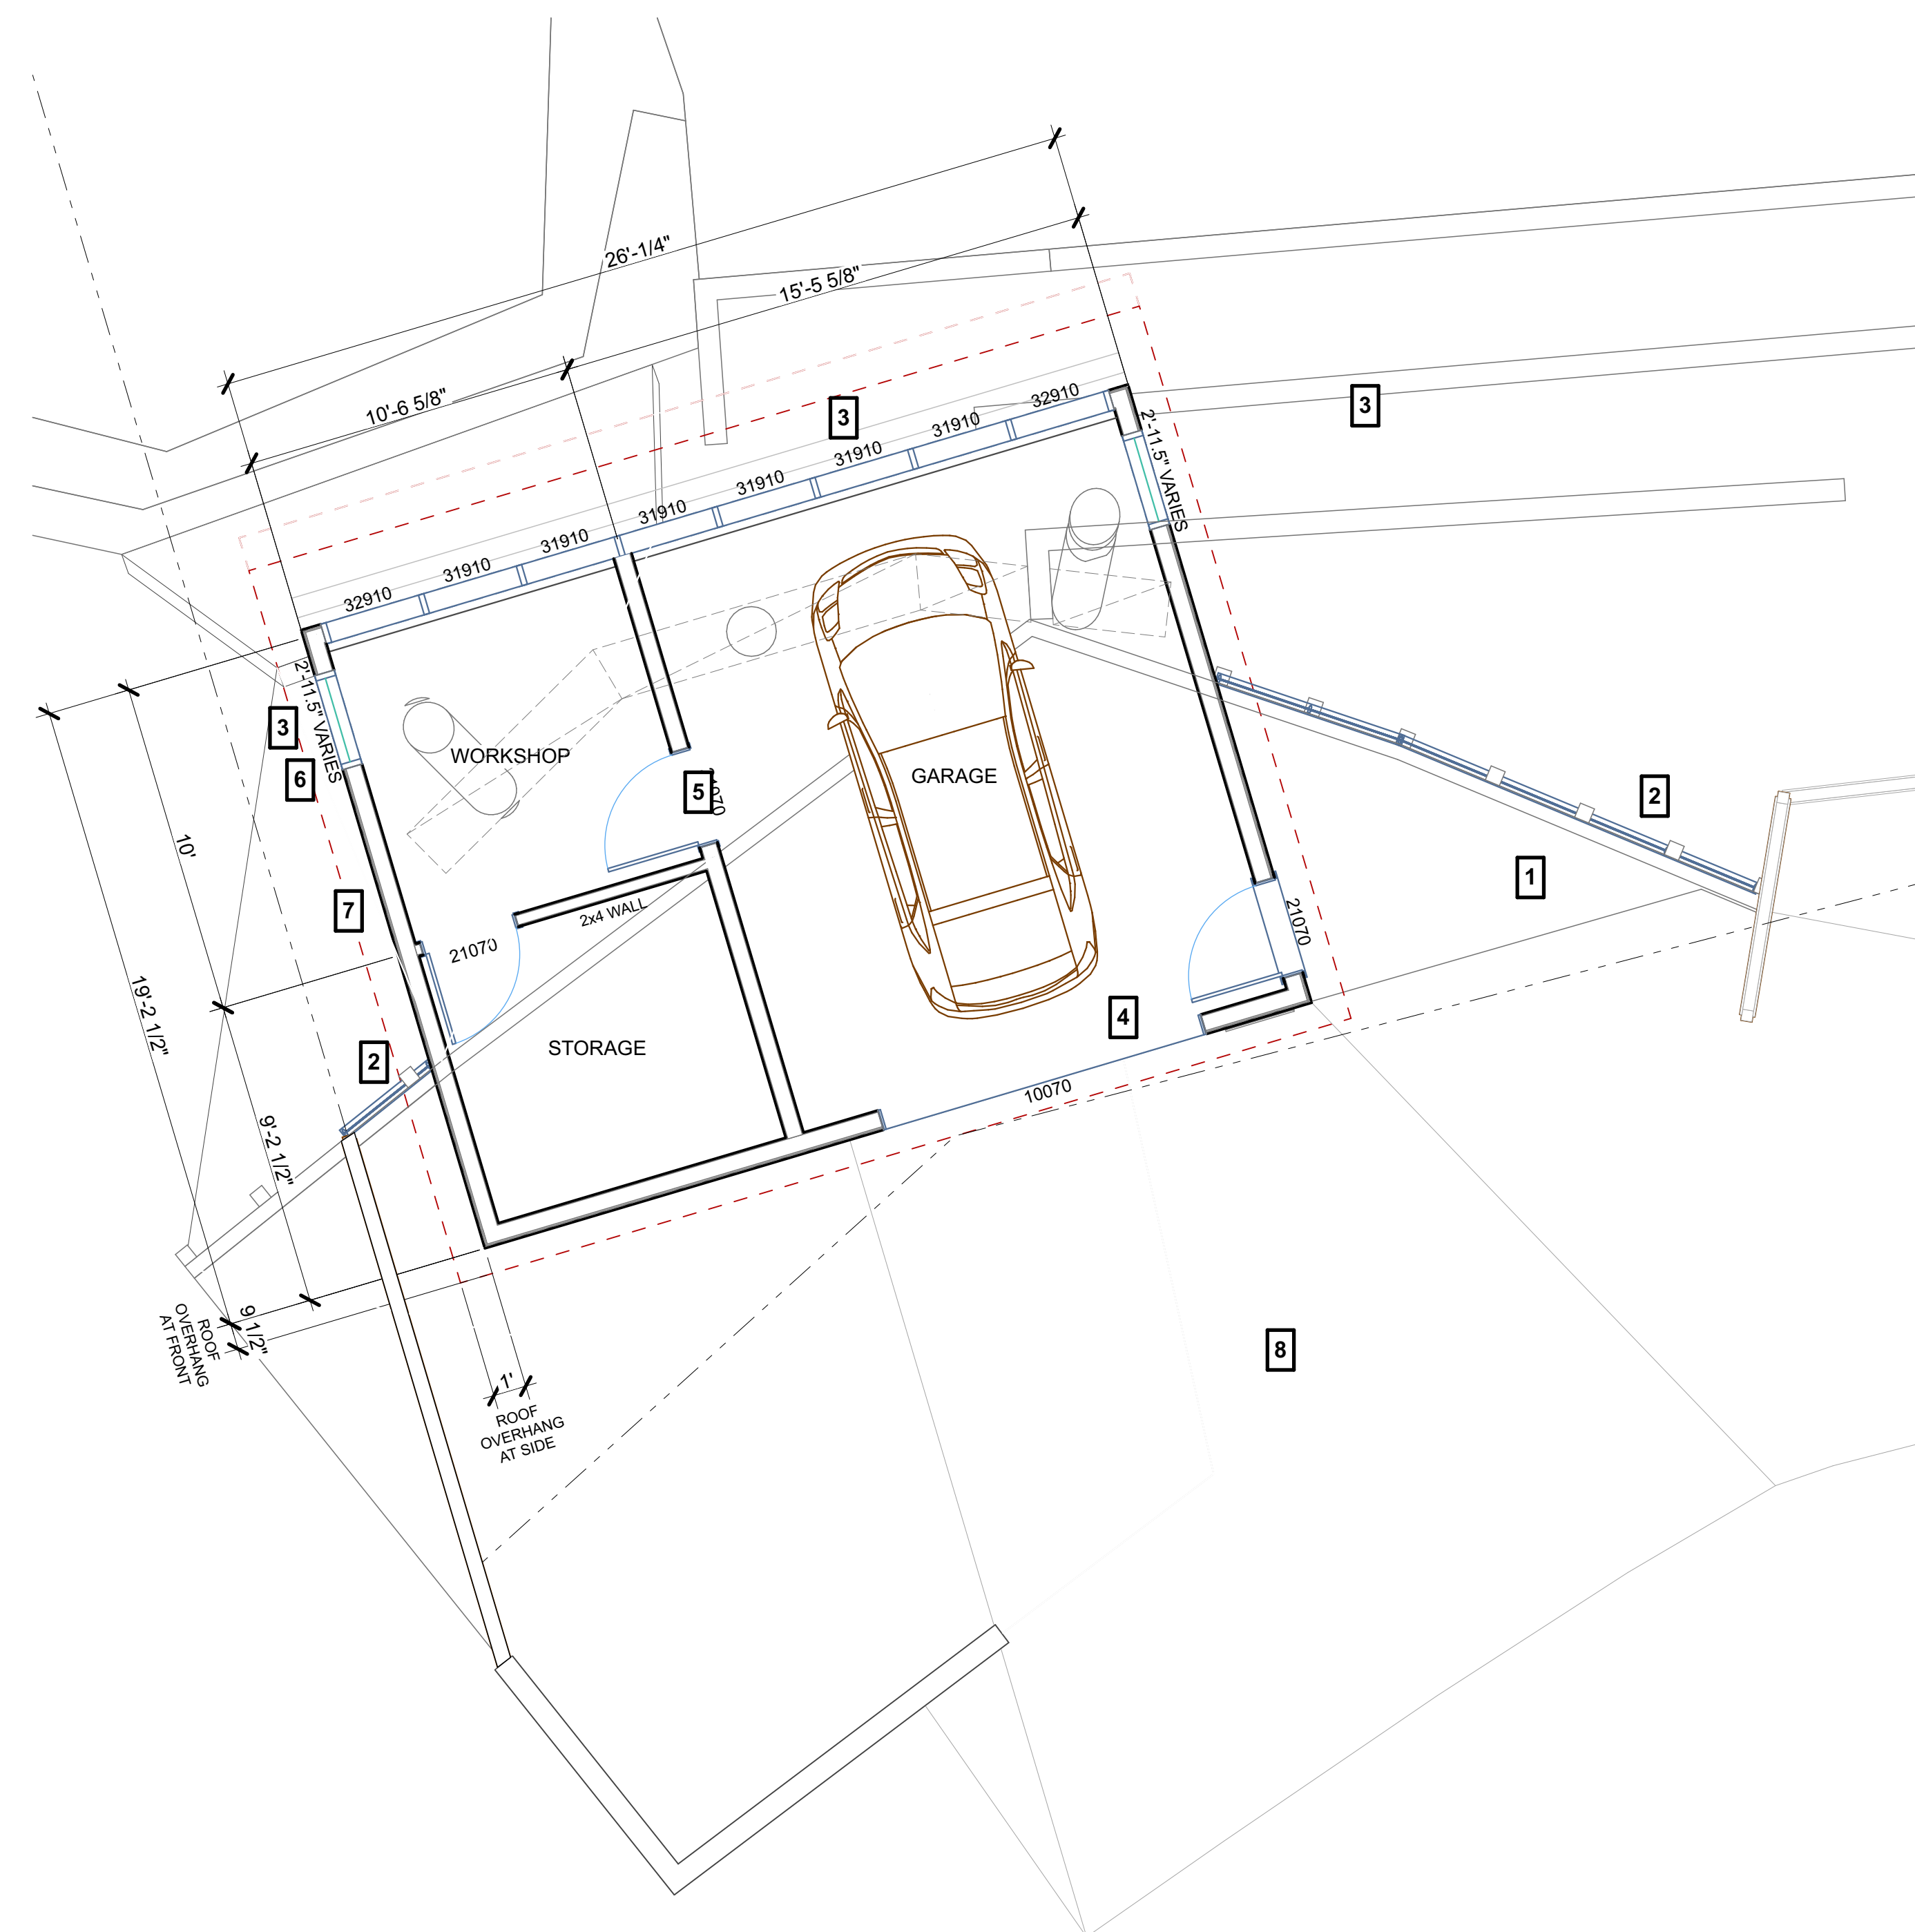 26'-1/4"
15'-5 5/8"
10'-6 5/8"
3
3
32910
31910
31910
31910
31910
31910
31910
32910
2'-11.5" VARIES
2'-11.5" VARIES
3
6
WORKSHOP
5
GARAGE
2
1
10'
7
2x4 WALL
21070
21070
19'-2 1/2"
2
STORAGE
4
10070
9'-2 1/2"
9 1/2"
ROOF
OVERHANG
AT FRONT
1'
ROOF
OVERHANG
AT SIDE
8